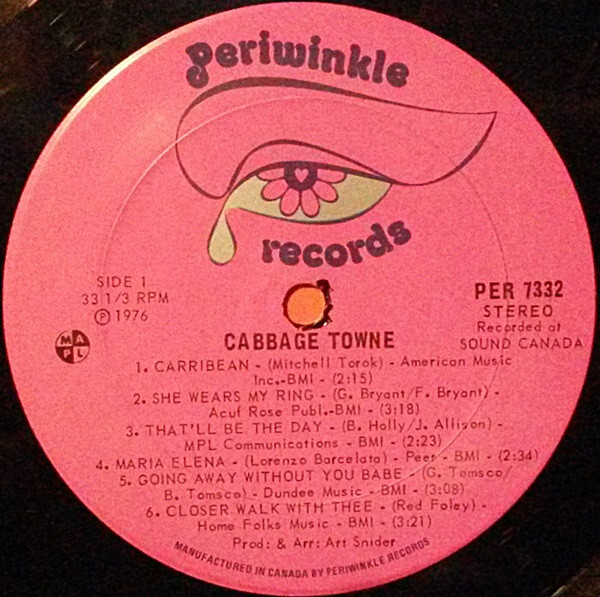 periwinkle
records
SIDE 1
33 1/3 RPM
Ⓟ 1976
MAPL
PER 7332
STEREO
Recorded at
SOUND CANADA
CABBAGE TOWNE
1. CARRIBEAN - (Mitchell Torok) - American Music
Inc.-BMI - (2:15)
2. SHE WEARS MY RING - (G. Bryant/F. Bryant) -
Acuf Rose Publ.-BMI - (3:18)
3. THAT'LL BE THE DAY - (B. Holly/J. Allison) -
MPL Communications - BMI - (2:23)
4. MARIA ELENA - (Lorenzo Barcelata) - Peer - BMI - (2:34)
5. GOING AWAY WITHOUT YOU BABE - (G. Tomsco/
B. Tomsco) - Dundee Music - BMI - (3:08)
6. CLOSER WALK WITH THEE - (Red Foley) -
Home Folks Music - BMI - (3:21)
Prod: & Arr: Art Snider
MANUFACTURED IN CANADA BY PERIWINKLE RECORDS